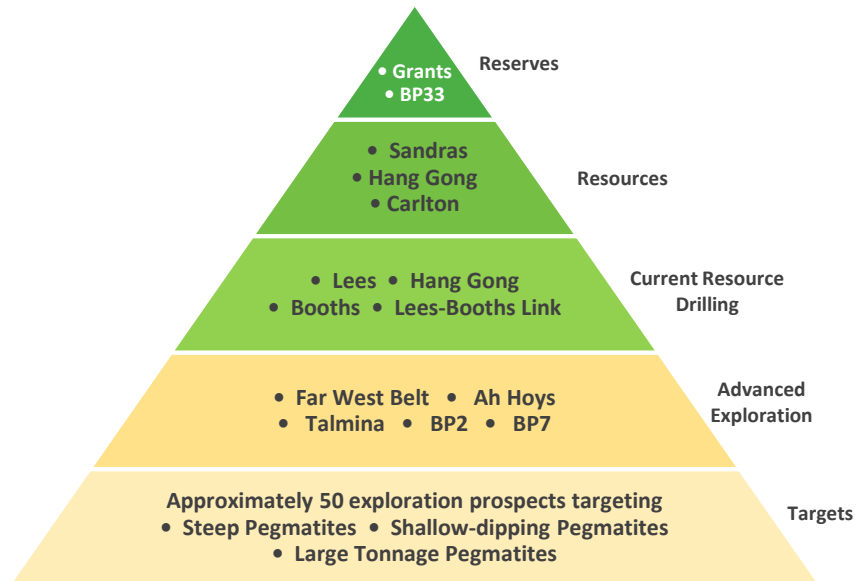 • Grants
• BP33
Reserves
• Sandras
• Hang Gong
• Carlton
Resources
• Lees • Hang Gong
• Booths • Lees-Booths Link
Current Resource
Drilling
• Far West Belt • Ah Hoys
• Talmina • BP2 • BP7
Advanced
Exploration
Approximately 50 exploration prospects targeting
• Steep Pegmatites • Shallow-dipping Pegmatites
• Large Tonnage Pegmatites
Targets